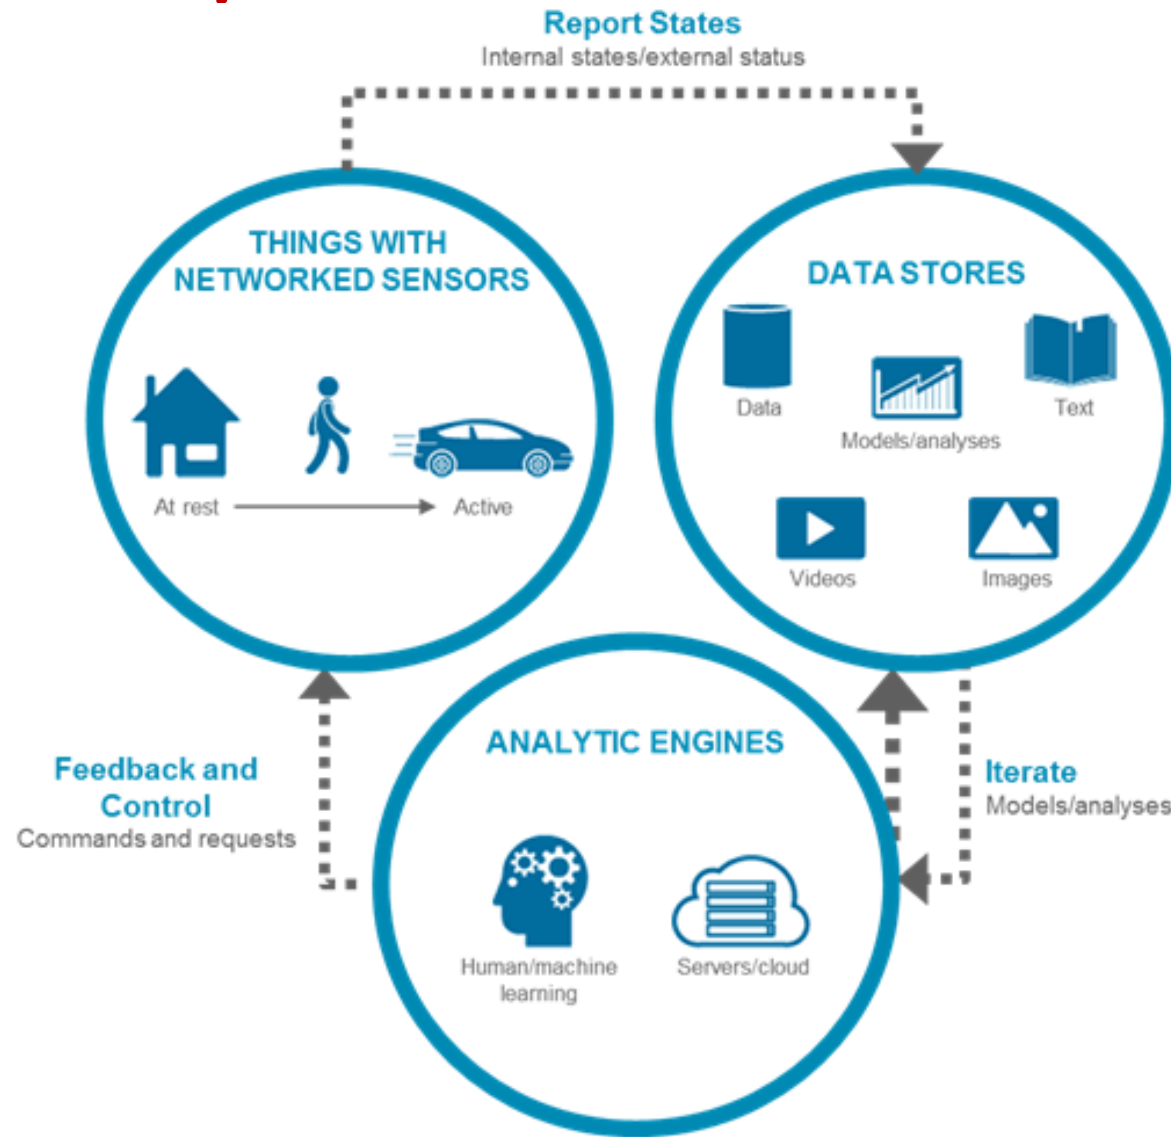 Report States
Internal states/external status
THINGS WITH
NETWORKED SENSORS
At rest
Active
DATA STORES
Data
Models/analyses
Text
Videos
Images
Feedback and
Control
Commands and requests
ANALYTIC ENGINES
Human/machine
learning
Servers/cloud
Iterate
Models/analyses